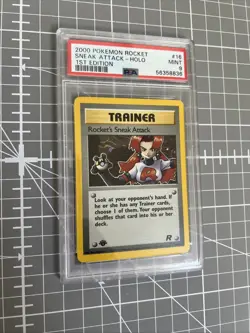 2000 POKEMON ROCKET #16
SNEAK ATTACK - HOLO MINT
1ST EDITION 9
PSA 56358836
TRAINER
Rocket's Sneak Attack
Look at your opponent's hand. If
he or she has any Trainer cards,
choose 1 of them. Your opponent
shuffles that card into his or her
deck.